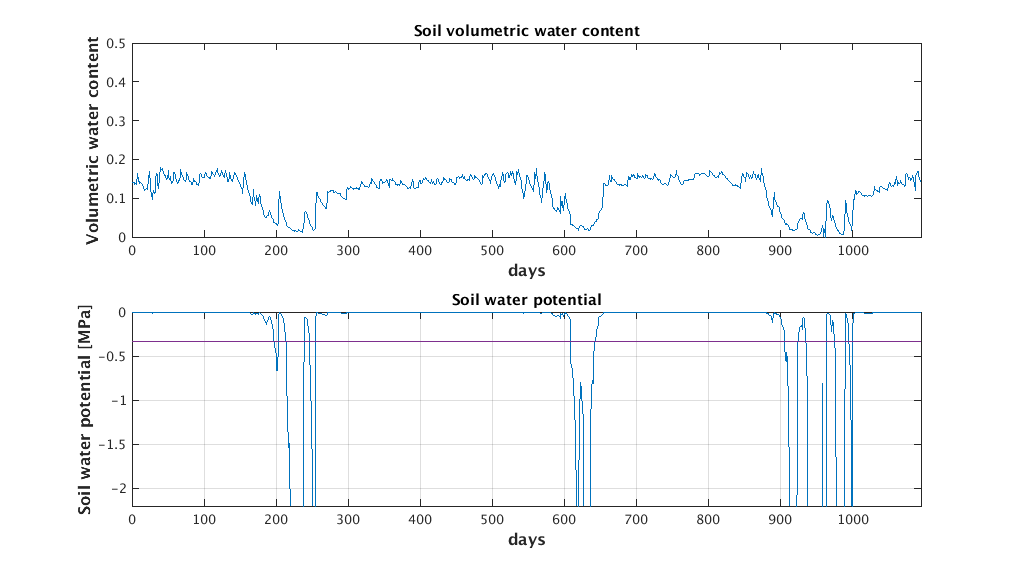 Soil volumetric water content
Volumetric water content
0.5
0.4
0.3
0.2
0.1
0
0 100 200 300 400 500 600 700 800 900 1000
days
Soil water potential
Soil water potential [MPa]
0
-0.5
-1
-1.5
-2
0 100 200 300 400 500 600 700 800 900 1000
days